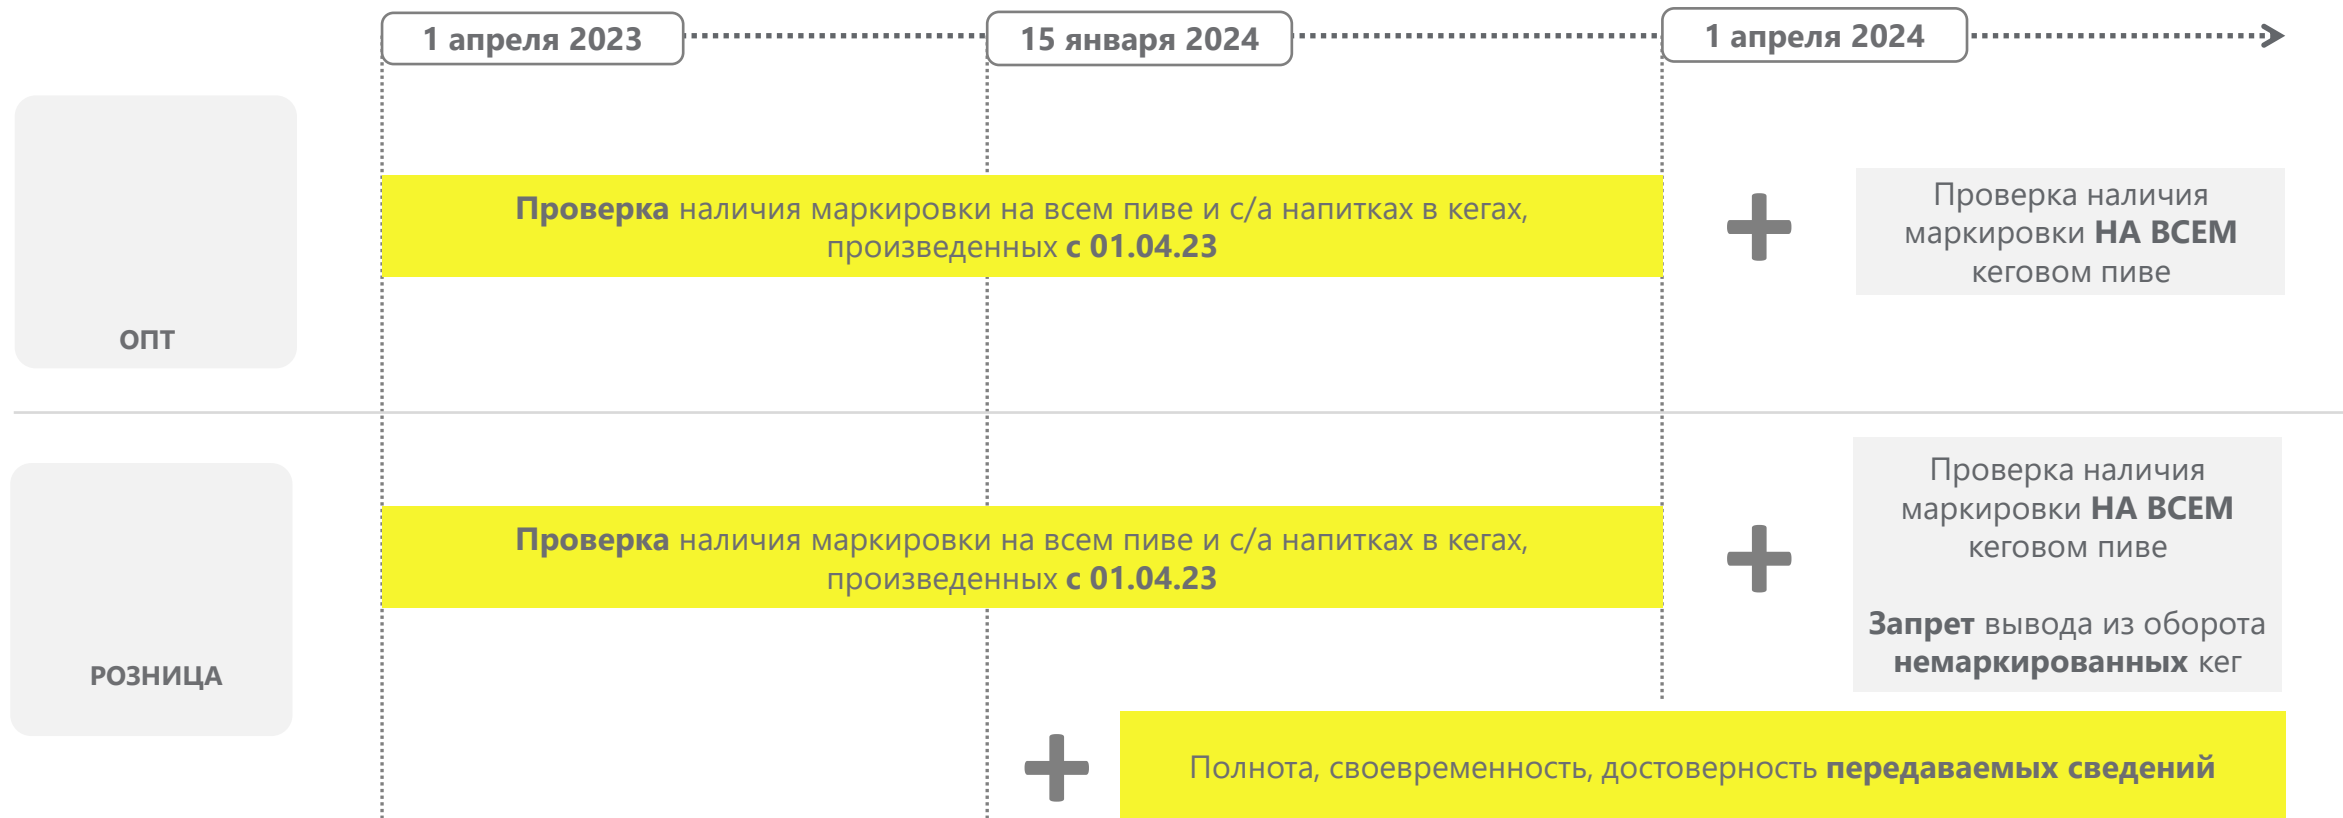 1 апреля 2023
15 января 2024
1 апреля 2024
ОПТ
Проверка наличия маркировки на всем пиве и с/а напитках в кегах,
произведенных с 01.04.23
Проверка наличия
маркировки НА ВСЕМ
кеговом пиве
РОЗНИЦА
Проверка наличия маркировки на всем пиве и с/а напитках в кегах,
произведенных с 01.04.23
Проверка наличия
маркировки НА ВСЕМ
кеговом пиве
Запрет вывода из оборота
немаркированных кег
Полнота, своевременность, достоверность передаваемых сведений